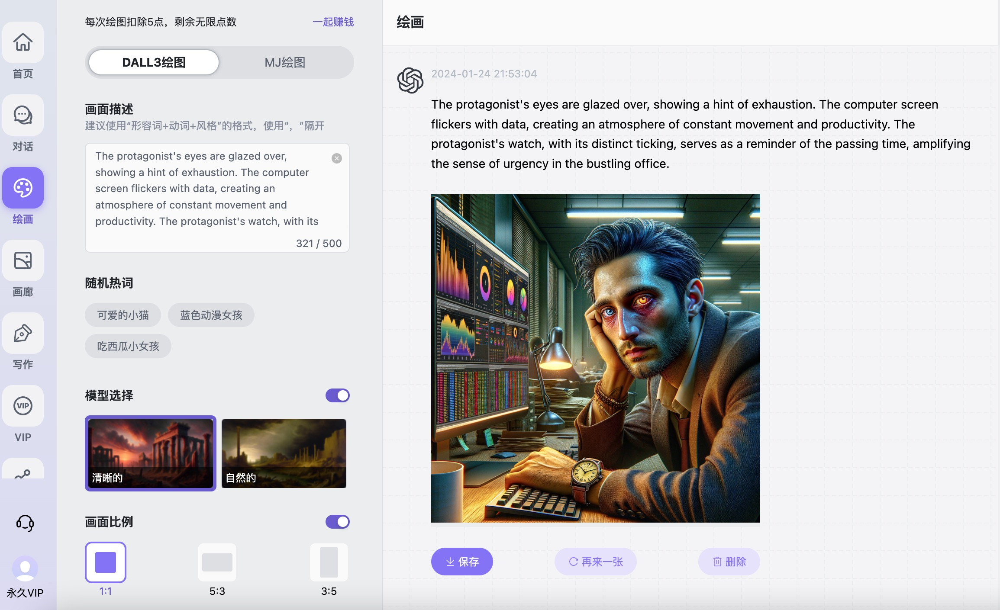 首页
对话
绘画
画廊
写作
VIP
VIP
永久VIP
每次绘图扣除5点，剩余无限点数
一起赚钱
DALL3绘图
MJ绘图
画面描述
建议使用“形容词+动词+风格”的格式，使用“，”隔开
The protagonist's eyes are glazed over,
showing a hint of exhaustion. The computer
screen flickers with data, creating an
atmosphere of constant movement and
productivity. The protagonist's watch, with its
321 / 500
随机热词
可爱的小猫
蓝色动漫女孩
吃西瓜小女孩
模型选择
清晰的
自然的
画面比例
1:1
5:3
3:5
绘画
2024-01-24 21:53:04
The protagonist's eyes are glazed over, showing a hint of exhaustion. The computer screen
flickers with data, creating an atmosphere of constant movement and productivity. The
protagonist's watch, with its distinct ticking, serves as a reminder of the passing time, amplifying
the sense of urgency in the bustling office.
保存
再来一张
删除